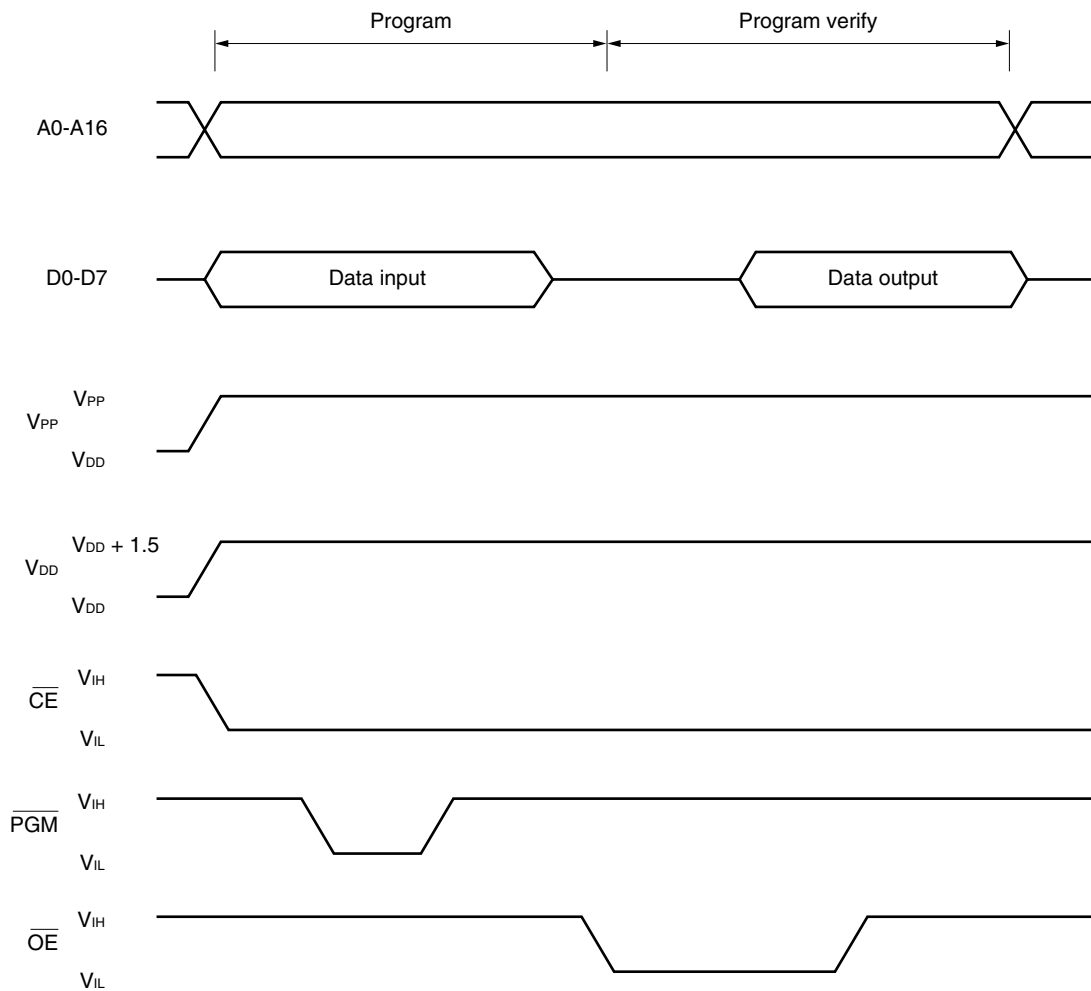 Program Program verify
A0-A16
D0-D7 Data input Data output
VPP
VPP
VDD
VDD + 1.5
VDD
VDD
VIH
CE
VIL
VIH
PGM
VIL
VIH
OE
VIL